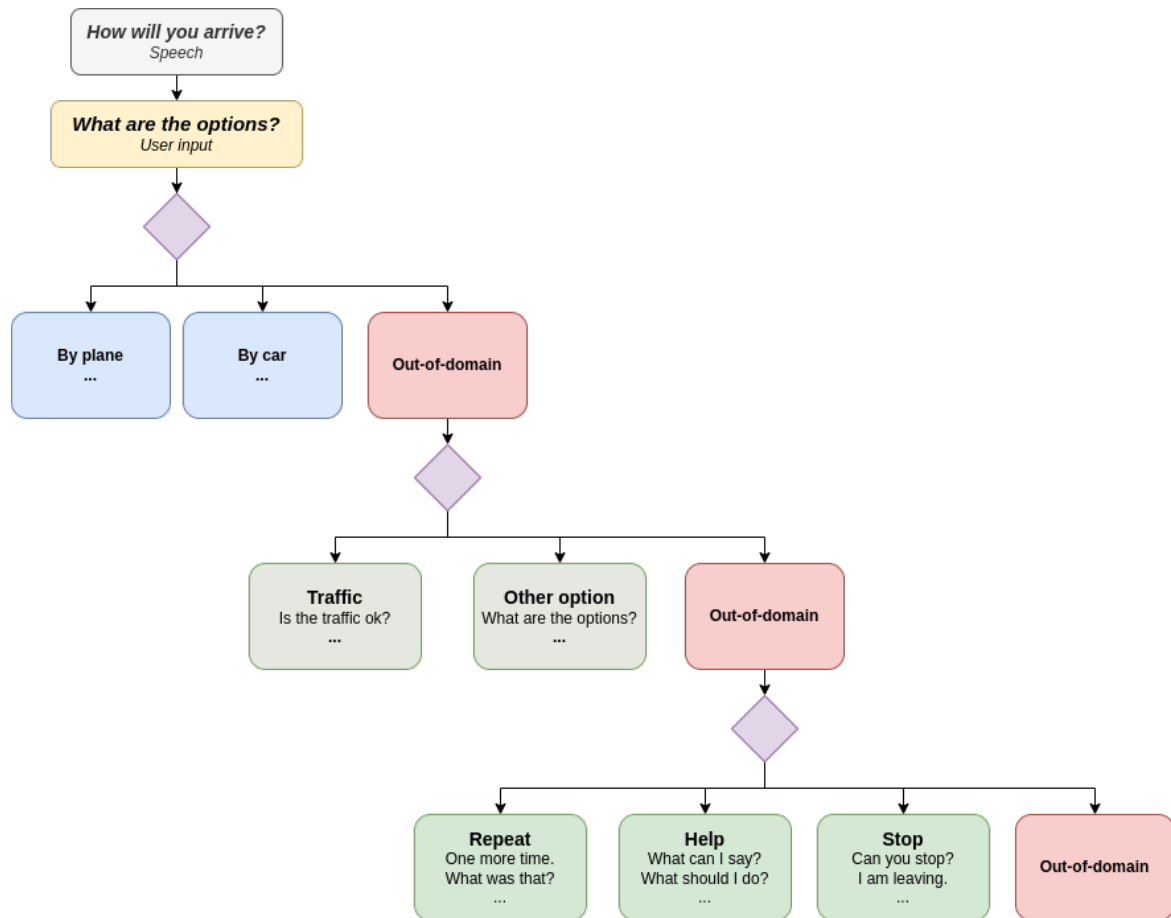 How will you arrive?
Speech
What are the options?
User input
By plane
...
By car
...
Out-of-domain
Traffic
Is the traffic ok?
...
Other option
What are the options?
...
Out-of-domain
Repeat
One more time.
What was that?
...
Help
What can I say?
What should I do?
...
Stop
Can you stop?
I am leaving.
...
Out-of-domain